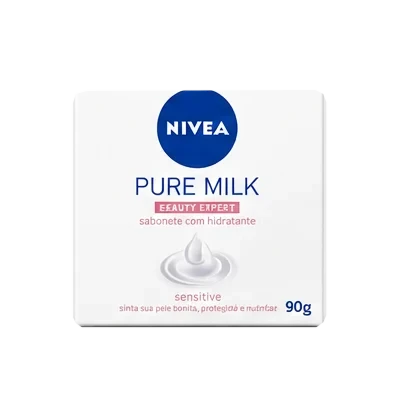 NIVEA
PURE MILK
BEAUTY EXPERT
sabonete com hidratante
sensitive
sinta sua pele bonita, protegida e nutrida
90g